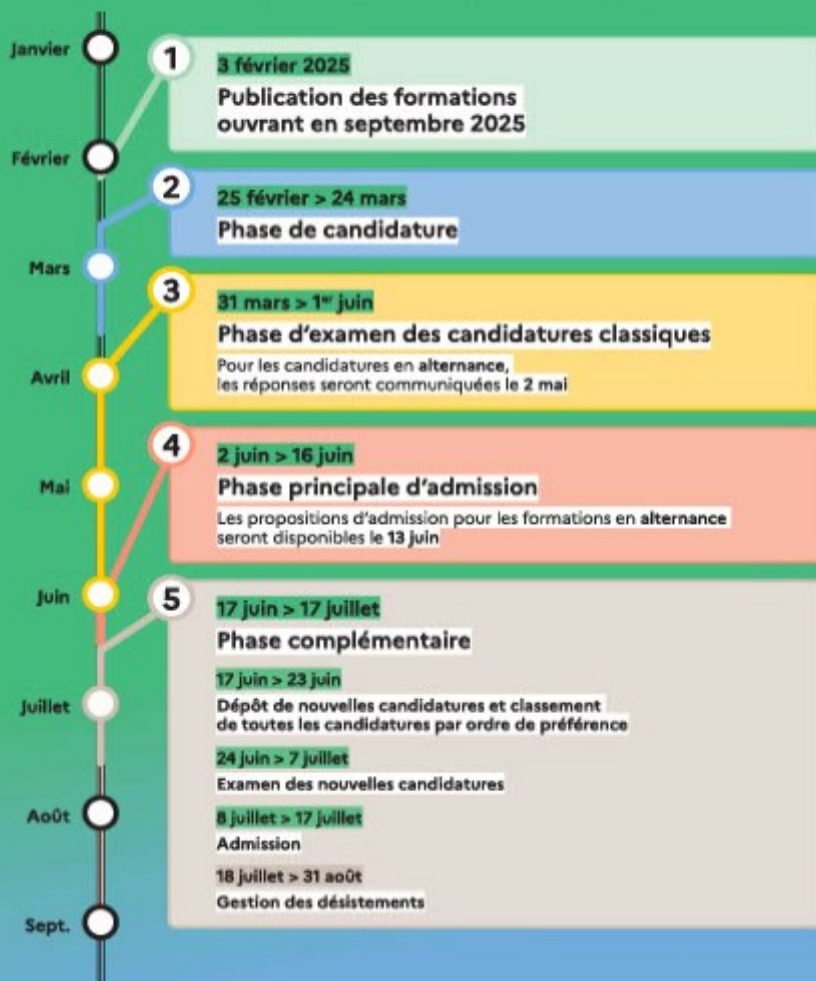 Janvier
1
3 février 2025
Publication des formations
ouvrant en septembre 2025
Février
2
25 février > 24 mars
Phase de candidature
Mars
3
31 mars > 1er juin
Phase d'examen des candidatures classiques
Pour les candidatures en alternance,
les réponses seront communiquées le 2 mai
Avril
4
2 juin > 16 juin
Phase principale d'admission
Les propositions d'admission pour les formations en alternance
seront disponibles le 13 juin
Mai
Juin
5
17 juin > 17 juillet
Phase complémentaire
17 juin > 23 juin
Dépôt de nouvelles candidatures et classement
de toutes les candidatures par ordre de préférence
Juillet
24 juin > 7 juillet
Examen des nouvelles candidatures
8 juillet > 17 juillet
Admission
Août
18 juillet > 31 août
Gestion des désistements
Sept.